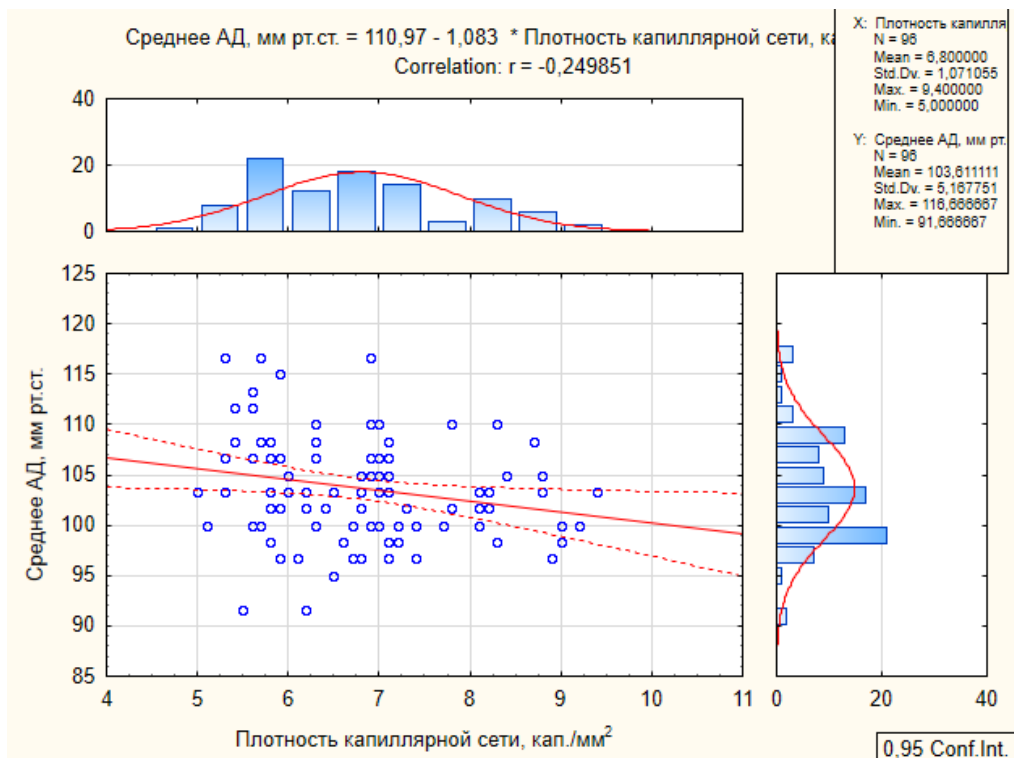 Среднее АД, мм рт.ст. = 110,97 - 1,083 * Плотность капиллярной сети, ка
Correlation: r = -0,249851
X: Плотность капилля
N = 96
Mean = 6,800000
Std.Dv. = 1,071055
Max. = 9,400000
Min. = 5,000000
Y: Среднее АД, мм рт.
N = 96
Mean = 103,611111
Std.Dv. = 5,167751
Max. = 116,666667
Min. = 91,666667
40
20
0
125
120
115
110
105
100
95
90
85
Среднее АД, мм рт.ст.
4 5 6 7 8 9 10 11
0 20 40
Плотность капиллярной сети, кап./мм²
0,95 Conf.Int.